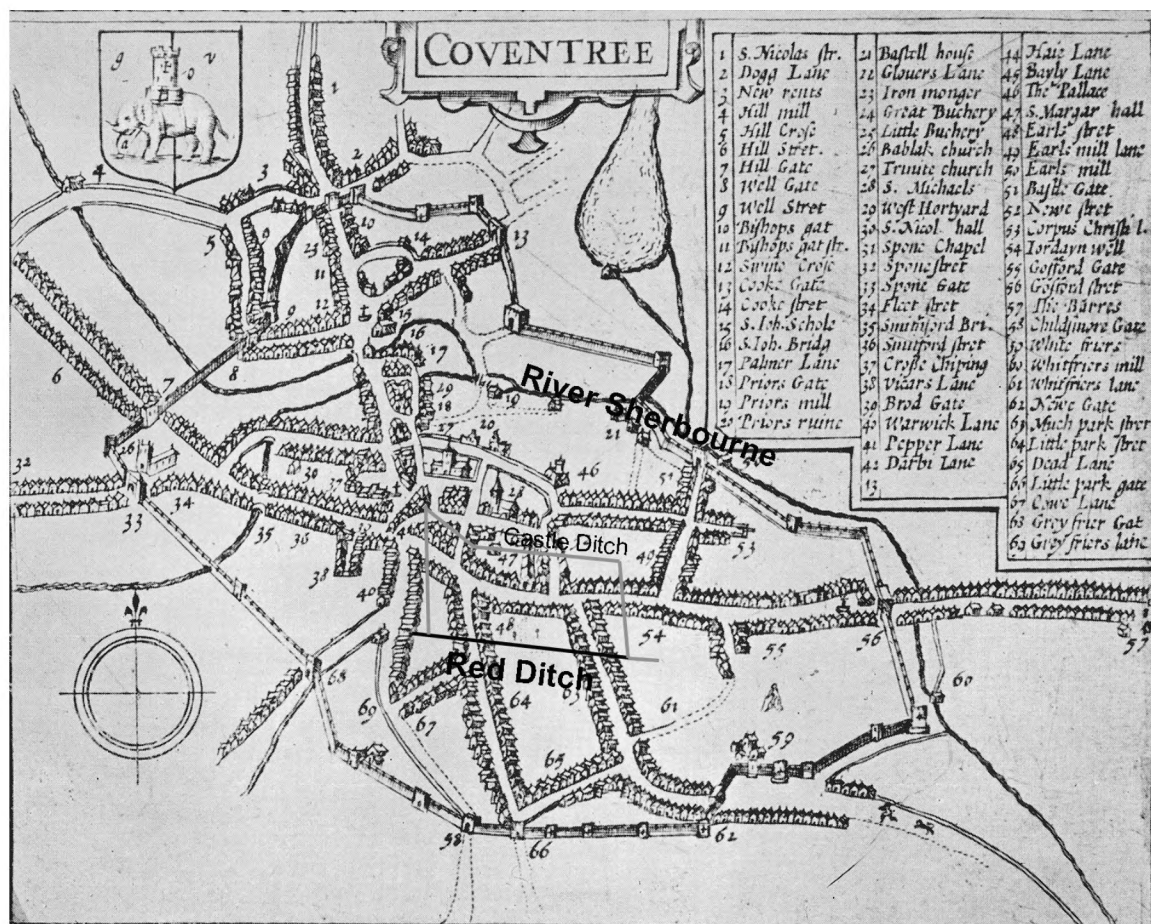 COVENTREE
1 S. Nicolas str.
2 Dogg Lane
3 New rents
4 Hill mill
5 Hill Crose
6 Hill Stret
7 Hill Gate
8 Well Gate
9 Well Stret
10 Bishops gat
11 Bishops gat str.
12 Swine Crose
13 Cooke Gate
14 Cooke stret
15 S. Ioh. Schole
16 S. Ioh. Bridg
17 Palmer Lane
18 Priors Gate
19 Priors mill
20 Priors ruine
21 Bastell house
22 Glovers Lane
23 Iron monger
24 Great Buchery
25 Little Buchery
26 Bablak church
27 Trinite church
28 S. Michaels
29 West Hortyard
30 S. Nicol hall
31 Spone Chapel
32 Spone stret
33 Spone Gate
34 Fleet stret
35 Smithford Bri.
36 Smitford stret
37 Crosse Chiping
38 Vicars Lane
39 Brod Gate
40 Warwick Lane
41 Pepper Lane
42 Darbi Lane
13
44 Haie Lane
45 Bayly Lane
46 The Pallace
47 S. Margar hall
48 Earls stret
49 Earls mill lane
50 Earls mill
51 Bastle Gate
52 Newe stret
53 Corpus Christi l.
54 Iordayn well
55 Gosford Gate
56 Gosford stret
57 The Barres
58 Childsmore Gate
59 White friers
60 Whitfriers mill
61 Whitfriers lane
62 Newe Gate
63 Much park stret
64 Little park stret
65 Dead Lane
66 Little park gate
67 Cowe Lane
68 Grey frier Gat
69 Grey friers lane
River Sherbourne
Castle Ditch
Red Ditch